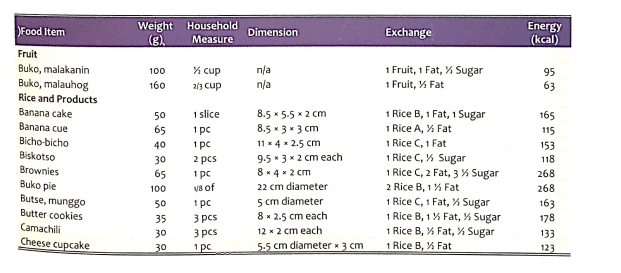 )Food Item Weight (g) Household Measure Dimension Exchange Energy (kcal)
Fruit
Buko, malakanin 100 ½ cup n/a 1 Fruit, 1 Fat, ½ Sugar 95
Buko, malauhog 160 2/3 cup n/a 1 Fruit, ½ Fat 63
Rice and Products
Banana cake 50 1 slice 8.5 × 5.5 × 2 cm 1 Rice B, 1 Fat, 1 Sugar 165
Banana cue 65 1 pc 8.5 × 3 × 3 cm 1 Rice A, ½ Fat 115
Bicho-bicho 40 1 pc 11 × 4 × 2.5 cm 1 Rice C, 1 Fat 153
Biskotso 30 2 pcs 9.5 × 3 × 2 cm each 1 Rice C, ½ Sugar 118
Brownies 65 1 pc 8 × 4 × 2 cm 1 Rice C, 2 Fat, 3 ½ Sugar 268
Buko pie 100 1/8 of 22 cm diameter 2 Rice B, 1 ½ Fat 268
Butse, munggo 50 1 pc 5 cm diameter 1 Rice C, 1 Fat, ½ Sugar 163
Butter cookies 35 3 pcs 8 × 2.5 cm each 1 Rice B, 1 ½ Fat, ½ Sugar 178
Camachili 30 3 pcs 12 × 2 cm each 1 Rice B, ½ Fat, ½ Sugar 133
Cheese cupcake 30 1 pc 5.5 cm diameter × 3 cm 1 Rice B, ½ Fat 123